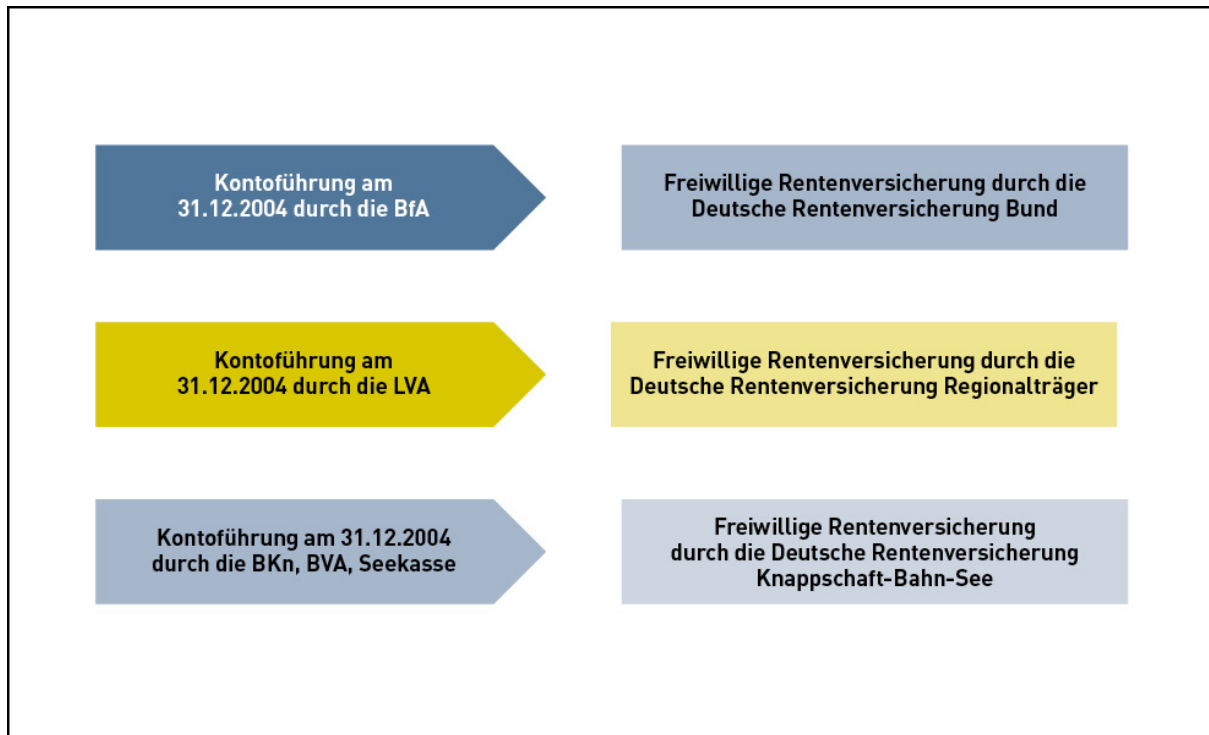 Kontoführung am
31.12.2004 durch die BfA
Freiwillige Rentenversicherung durch die
Deutsche Rentenversicherung Bund
Kontoführung am
31.12.2004 durch die LVA
Freiwillige Rentenversicherung durch die
Deutsche Rentenversicherung Regionalträger
Kontoführung am 31.12.2004
durch die BKn, BVA, Seekasse
Freiwillige Rentenversicherung
durch die Deutsche Rentenversicherung
Knappschaft-Bahn-See